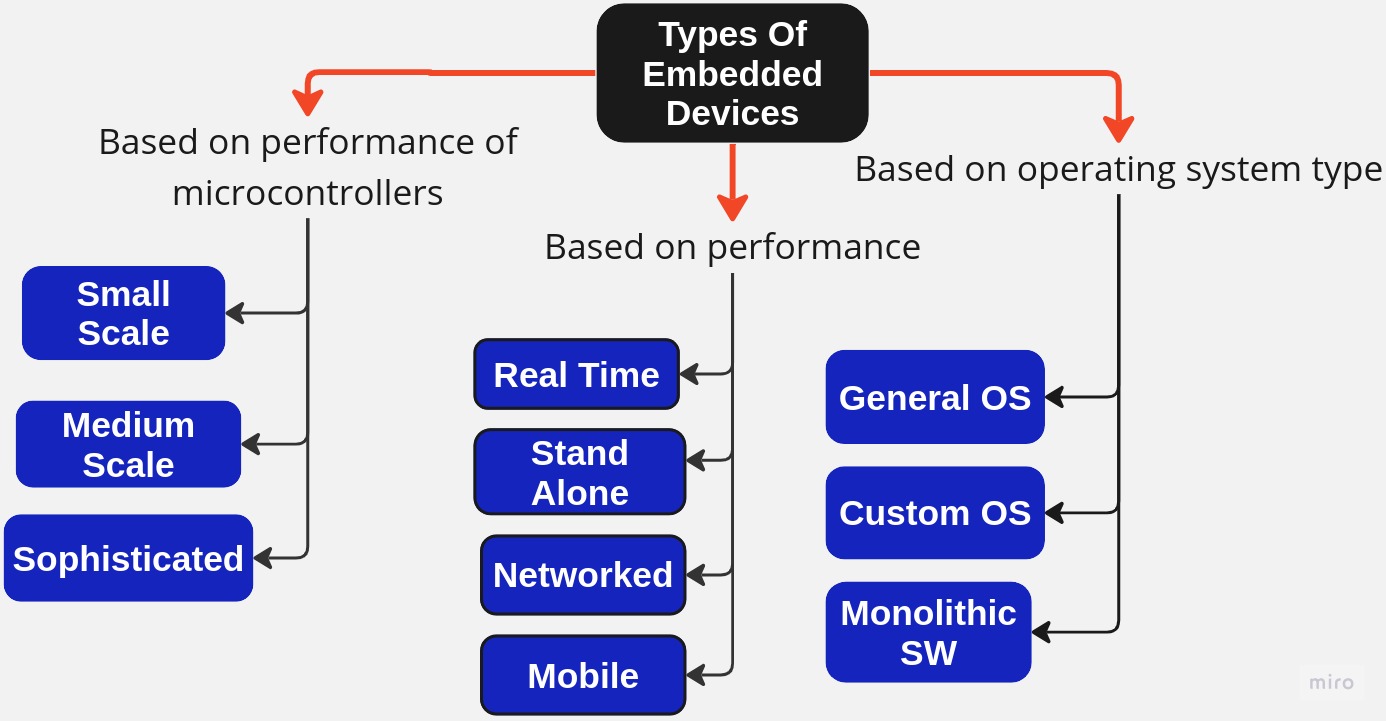 Types Of
Embedded
Devices
Based on performance of
microcontrollers
Small
Scale
Medium
Scale
Sophisticated
Based on performance
Real Time
Stand
Alone
Networked
Mobile
Based on operating system type
General OS
Custom OS
Monolithic
SW
miro